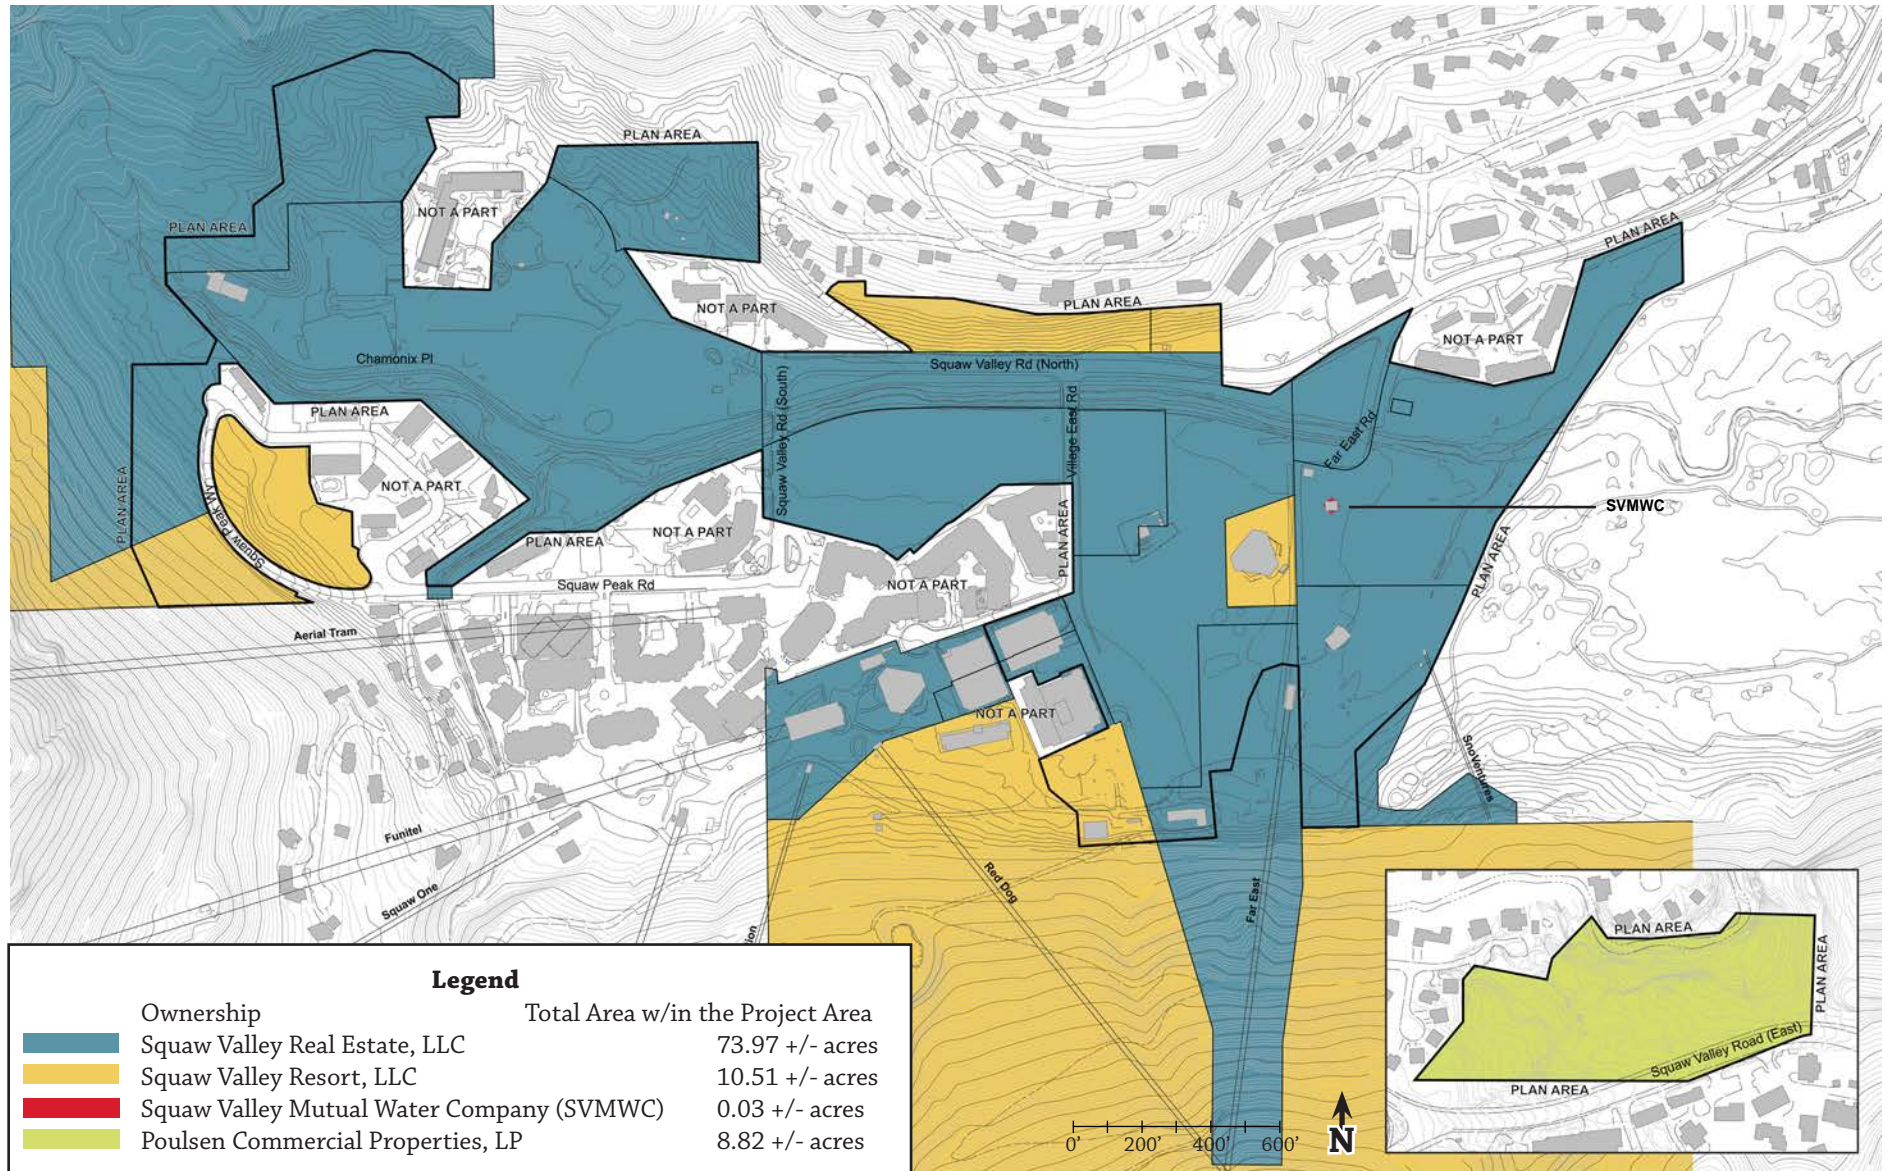 PLAN AREA
PLAN AREA
NOT A PART
PLAN AREA
PLAN AREA
NOT A PART
PLAN AREA
NOT A PART
Chamonix Pl
Squaw Valley Rd (North)
Squaw Valley Rd (South)
Village East Rd
Far East Rd
PLAN AREA
NOT A PART
PLAN AREA
Squaw Peak Wy
NOT A PART
PLAN AREA
NOT A PART
PLAN AREA
SVMWC
PLAN AREA
Squaw Peak Rd
NOT A PART
Aerial Tram
NOT A PART
Funitel
Squaw One
Red Dog
Far East
SnoVentures
PLAN AREA
PLAN AREA
Squaw Valley Road (East)
PLAN AREA
Legend
Ownership Total Area w/in the Project Area
Squaw Valley Real Estate, LLC 73.97 +/- acres
Squaw Valley Resort, LLC 10.51 +/- acres
Squaw Valley Mutual Water Company (SVMWC) 0.03 +/- acres
Poulsen Commercial Properties, LP 8.82 +/- acres
0' 200' 400' 600'
N